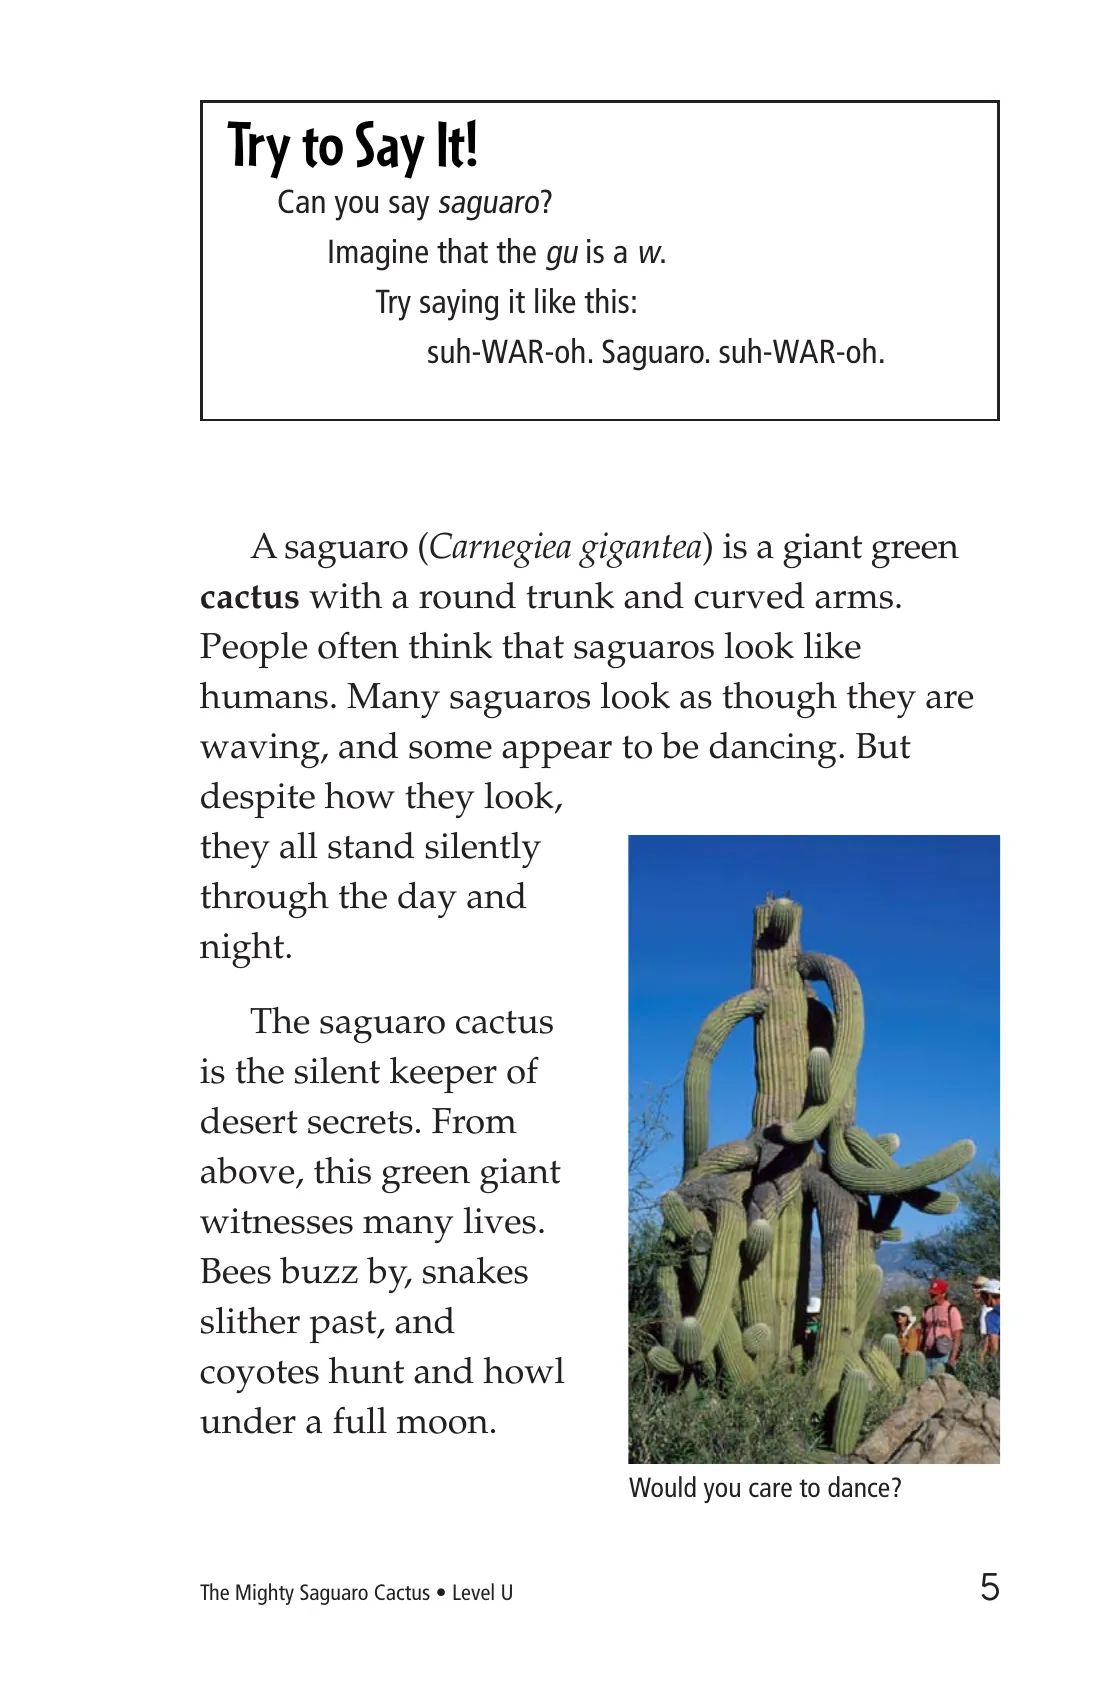 Try to Say It!
Can you say saguaro?
Imagine that the gu is a w.
Try saying it like this:
suh-WAR-oh. Saguaro. suh-WAR-oh.
A saguaro (Carnegiea gigantea) is a giant green
cactus with a round trunk and curved arms.
People often think that saguaros look like
humans. Many saguaros look as though they are
waving, and some appear to be dancing. But
despite how they look,
they all stand silently
through the day and
night.
The saguaro cactus
is the silent keeper of
desert secrets. From
above, this green giant
witnesses many lives.
Bees buzz by, snakes
slither past, and
coyotes hunt and howl
under a full moon.
Would you care to dance?
The Mighty Saguaro Cactus • Level U
5